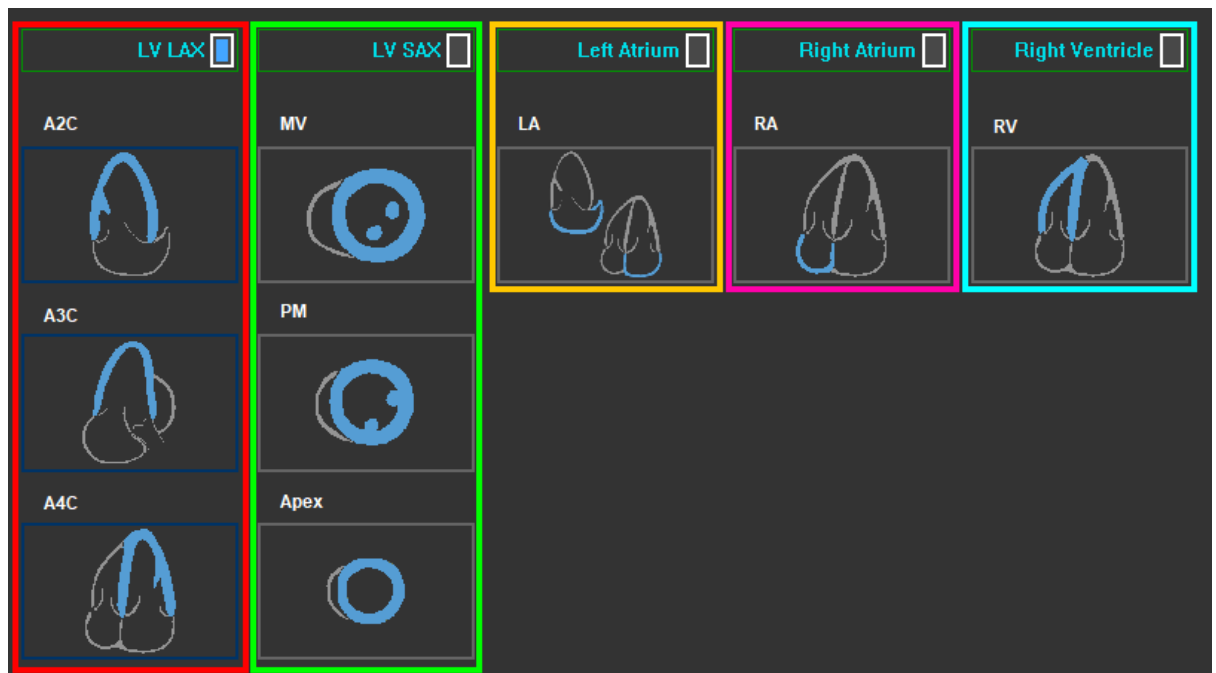 LV LAX
A2C
A3C
A4C
LV SAX
MV
PM
Apex
Left Atrium
LA
Right Atrium
RA
Right Ventricle
RV